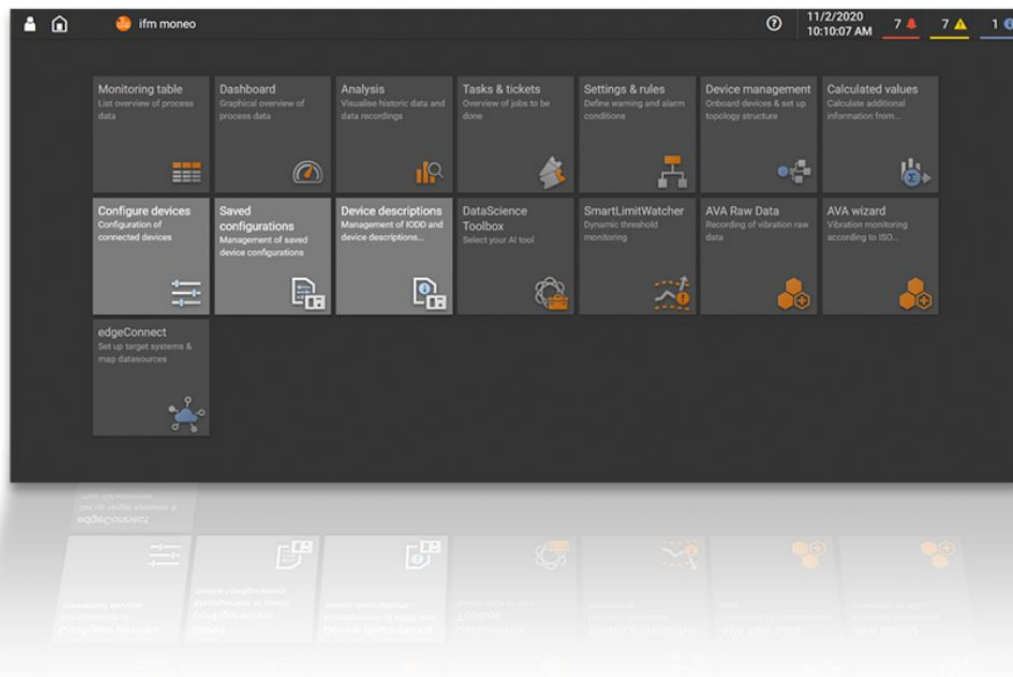 ifm moneo
11/2/2020
10:10:07 AM
7
7
1
Monitoring table
List overview of process
data
Dashboard
Graphical overview of
process data
Analysis
Visualise historic data and
data recordings
Tasks & tickets
Overview of jobs to be
done
Settings & rules
Define warning and alarm
conditions
Device management
Onboard devices & set up
topology structure
Calculated values
Calculate additional
information from...
Configure devices
Configuration of
connected devices
Saved
configurations
Management of saved
device configurations
Device descriptions
Management of IODD and
device descriptions...
DataScience
Toolbox
Select your AI tool
SmartLimitWatcher
Dynamic threshold
monitoring
AVA Raw Data
Recording of vibration raw
data
AVA wizard
Vibration monitoring
according to ISO...
edgeConnect
Set up target systems &
map datasources